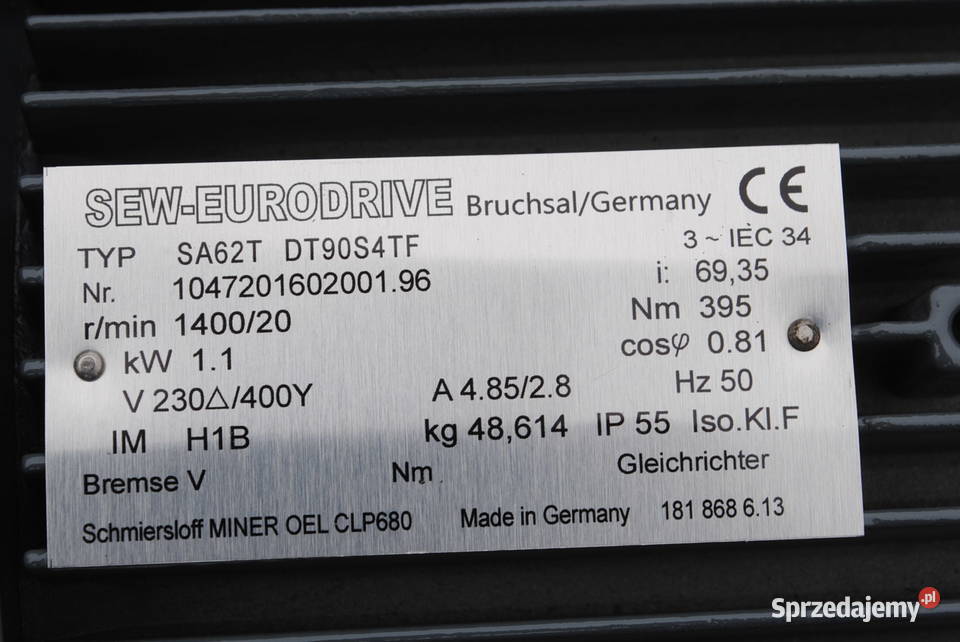 SEW-EURODRIVE Bruchsal/Germany CE
TYP SA62T DT90S4TF 3 ~ IEC 34
Nr. 1047201602001.96 i: 69,35
r/min 1400/20 Nm 395
kW 1.1 cosφ 0.81
V 230△/400Y A 4.85/2.8 Hz 50
IM H1B kg 48,614 IP 55 Iso.Kl.F
Bremse V Nm Gleichrichter
Schmiersloff MINER OEL CLP680 Made in Germany 181 868 6.13
Sprzedajemy.pl